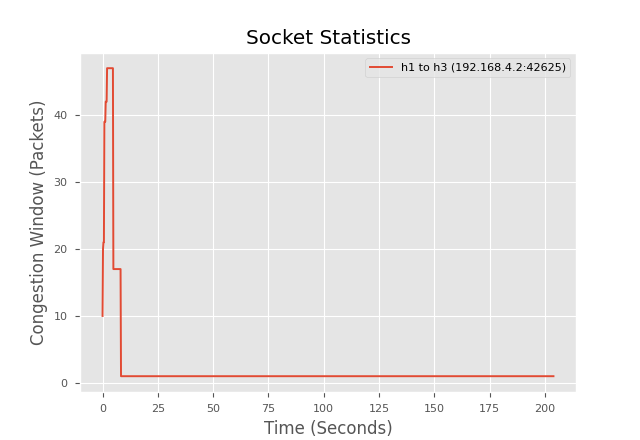 Socket Statistics
h1 to h3 (192.168.4.2:42625)
Congestion Window (Packets)
40
30
20
10
0
0 25 50 75 100 125 150 175 200
Time (Seconds)